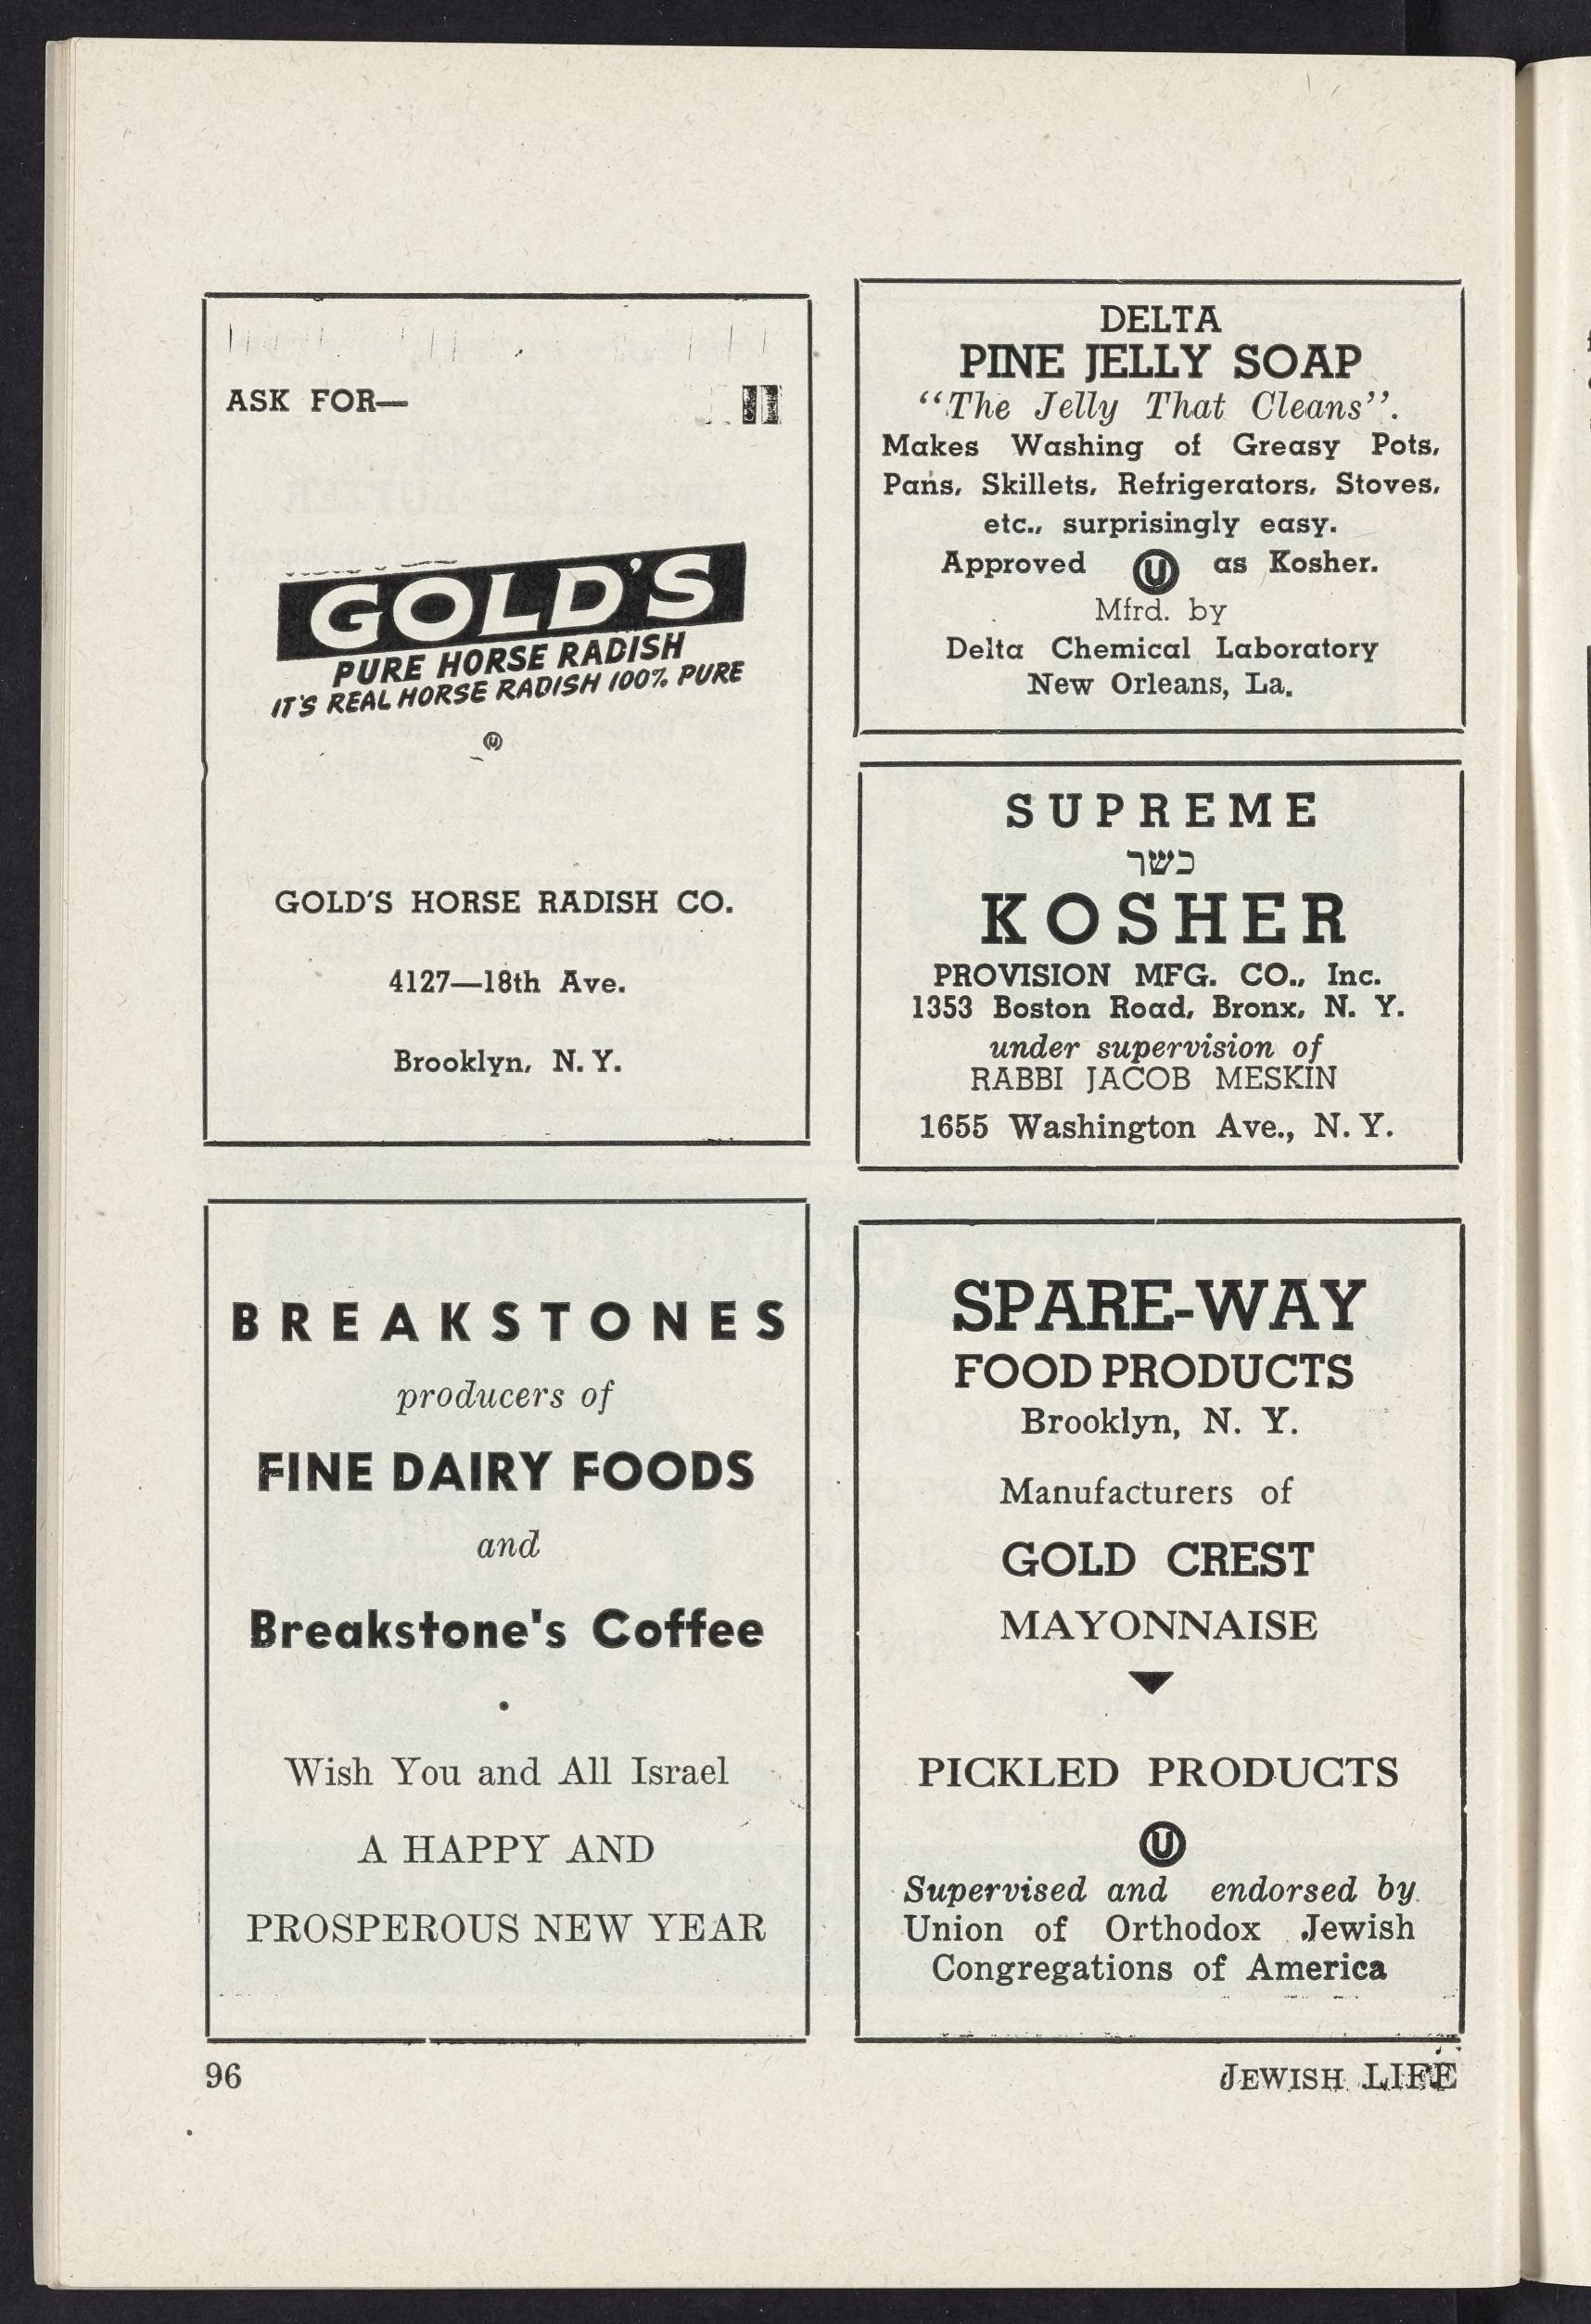 ASK FOR—
GOLD'S
PURE HORSE RADISH
IT'S REAL HORSE RADISH 100% PURE
Ⓤ
GOLD'S HORSE RADISH CO.
4127—18th Ave.
Brooklyn, N. Y.
BREAKSTONES
producers of
FINE DAIRY FOODS
and
Breakstone's Coffee
•
Wish You and All Israel
A HAPPY AND
PROSPEROUS NEW YEAR
DELTA
PINE JELLY SOAP
"The Jelly That Cleans".
Makes Washing of Greasy Pots,
Pans, Skillets, Refrigerators, Stoves,
etc., surprisingly easy.
Approved Ⓤ as Kosher.
Mfrd. by
Delta Chemical Laboratory
New Orleans, La.
SUPREME
כשר
KOSHER
PROVISION MFG. CO., Inc.
1353 Boston Road, Bronx, N. Y.
under supervision of
RABBI JACOB MESKIN
1655 Washington Ave., N. Y.
SPARE-WAY
FOOD PRODUCTS
Brooklyn, N. Y.
Manufacturers of
GOLD CREST
MAYONNAISE
PICKLED PRODUCTS
Ⓤ
Supervised and endorsed by
Union of Orthodox Jewish
Congregations of America
96
JEWISH LIFE